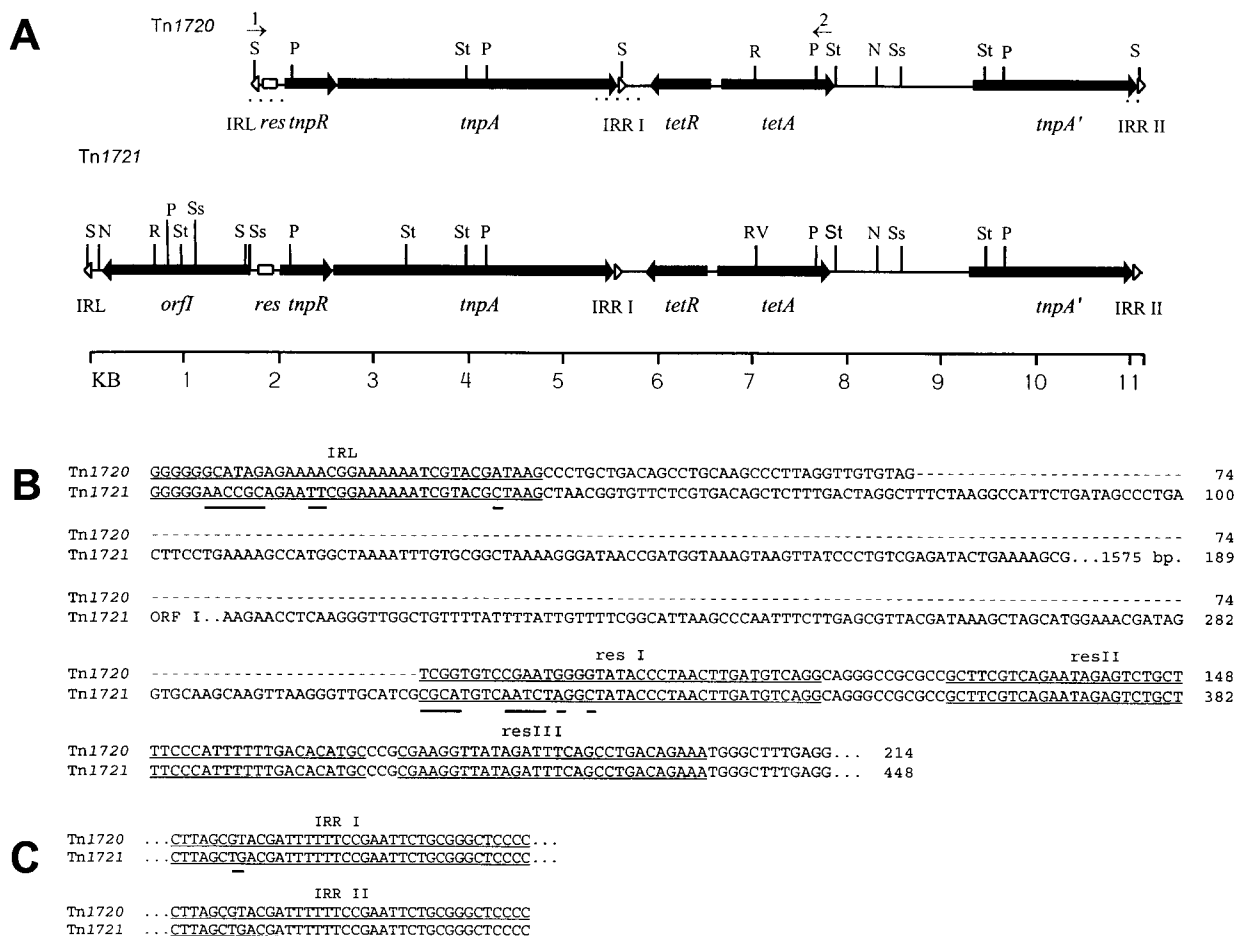 A
Tn1720
1 2
S P St P S R P St N Ss St P S
IRL res tnpR tnpA IRR I tetR tetA tnpA' IRR II
Tn1721
S N R P St Ss S Ss P St St P RV P St N Ss St P
IRL orfI res tnpR tnpA IRR I tetR tetA tnpA' IRR II
KB 1 2 3 4 5 6 7 8 9 10 11
B
IRL
Tn1720 GGGGGGCATAGAGAAAACGGAAAAAATCGTACGATAAGCCCTGCTGACAGCCTGCAAGCCCTTAGGTTGTGTAG-------------------------- 74
Tn1721 GGGGGAACCGCAGAATTCGGAAAAAATCGTACGCTAAGCTAACGGTGTTCTCGTGACAGCTCTTTGACTAGGCTTTCTAAGGCCATTCTGATAGCCCTGA 100
Tn1720 ---------------------------------------------------------------------------------------------------- 74
Tn1721 CTTCCTGAAAAGCCATGGCTAAAATTTGTGCGGCTAAAAGGGATAACCGATGGTAAAGTAAGTTATCCCTGTCGAGATACTGAAAAGCG...1575 bp. 189
Tn1720 ---------------------------------------------------------------------------------------------------- 74
Tn1721 ORF I..AAGAACCTCAAGGGTTGGCTGTTTTATTTTATTGTTTTCGGCATTAAGCCCAATTTCTTGAGCGTTACGATAAAGCTAGCATGGAAACGATAG 282
res I resII
Tn1720 --------------------------TCGGTGTCCGAATGGGGTATACCCTAACTTGATGTCAGGCAGGGCCGCGCCGCTTCGTCAGAATAGAGTCTGCT 148
Tn1721 GTGCAAGCAAGTTAAGGGTTGCATCGCGCATGTCAATCTAGGCTATACCCTAACTTGATGTCAGGCAGGGCCGCGCCGCTTCGTCAGAATAGAGTCTGCT 382
resIII
Tn1720 TTCCCATTTTTTGACACATGCCCGCGAAGGTTATAGATTTCAGCCTGACAGAAATGGGCTTTGAGG... 214
Tn1721 TTCCCATTTTTTGACACATGCCCGCGAAGGTTATAGATTTCAGCCTGACAGAAATGGGCTTTGAGG... 448
C
IRR I
Tn1720 ...CTTAGCGTACGATTTTTTCCGAATTCTGCGGGCTCCCC...
Tn1721 ...CTTAGCTGACGATTTTTTCCGAATTCTGCGGGCTCCCC...
IRR II
Tn1720 ...CTTAGCGTACGATTTTTTCCGAATTCTGCGGGCTCCCC
Tn1721 ...CTTAGCTGACGATTTTTTCCGAATTCTGCGGGCTCCCC